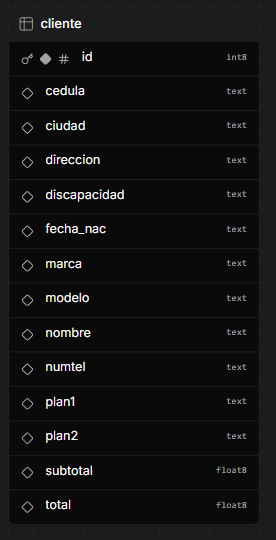 cliente
# id int8
cedula text
ciudad text
direccion text
discapacidad text
fecha_nac text
marca text
modelo text
nombre text
numtel text
plan1 text
plan2 text
subtotal float8
total float8